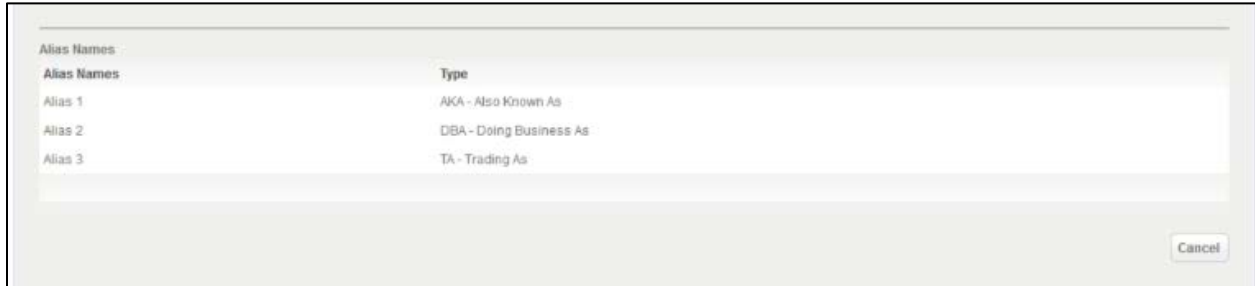 Alias Names
Alias Names Type
Alias 1 AKA - Also Known As
Alias 2 DBA - Doing Business As
Alias 3 TA - Trading As
Cancel